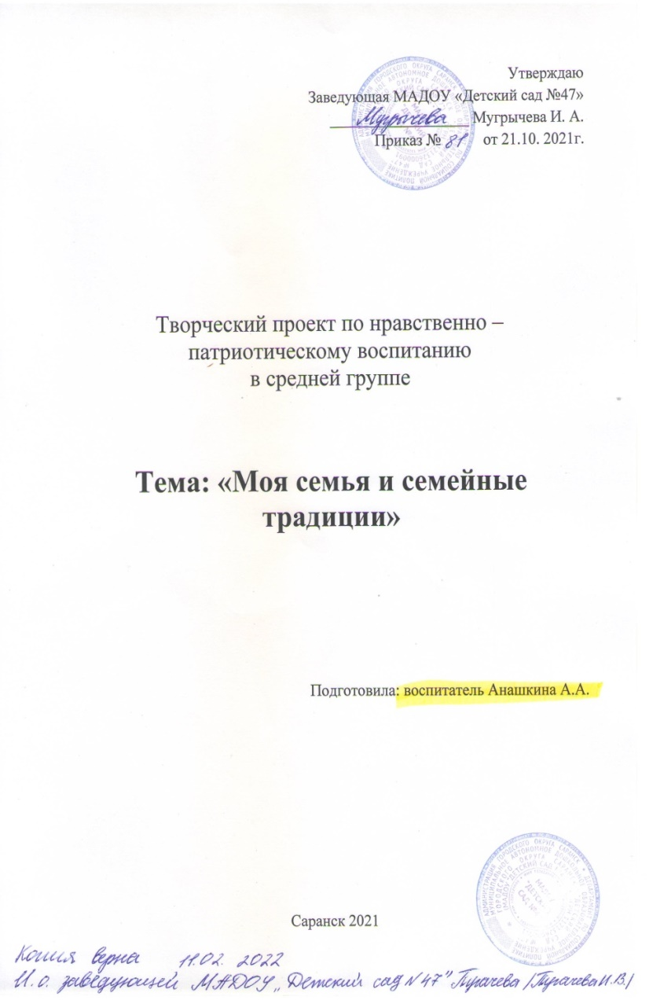 Утверждаю
Заведующая МАДОУ «Детский сад №47»
Мугрычева Мугрычева И. А.
Приказ № 81 от 21.10. 2021г.
Творческий проект по нравственно –
патриотическому воспитанию
в средней группе
Тема: «Моя семья и семейные
традиции»
Подготовила: воспитатель Анашкина А.А.
Саранск 2021
Копия верна 11.02. 2022
И.о. заведующей МАДОУ „Детский сад №47" Пугачева /Пугачева И.В./